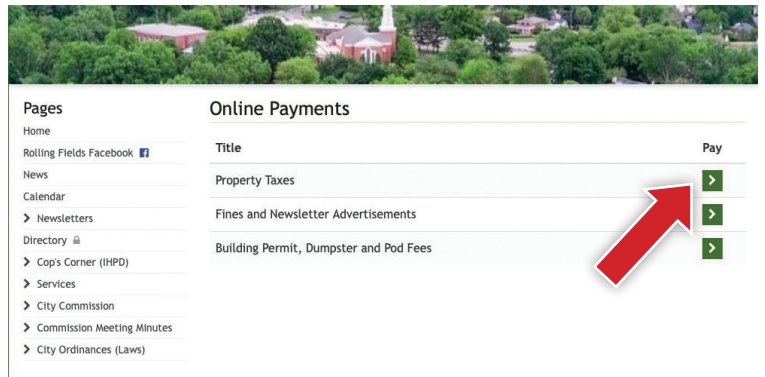 Pages
Home
Rolling Fields Facebook
News
Calendar
Newsletters
Directory
Cop's Corner (IHPD)
Services
City Commission
Commission Meeting Minutes
City Ordinances (Laws)
Online Payments
Title Pay
Property Taxes
Fines and Newsletter Advertisements
Building Permit, Dumpster and Pod Fees